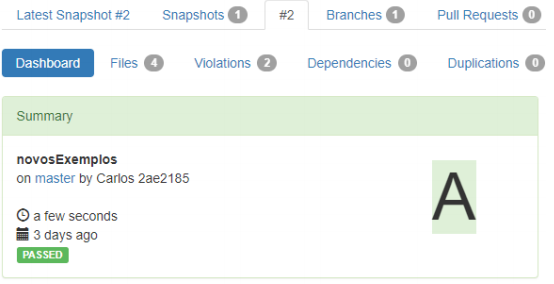 Latest Snapshot #2 Snapshots 1 #2 Branches 1 Pull Requests 0
Dashboard Files 4 Violations 2 Dependencies 0 Duplications 0
Summary
novosExemplos
on master by Carlos 2ae2185
A
a few seconds
3 days ago
PASSED